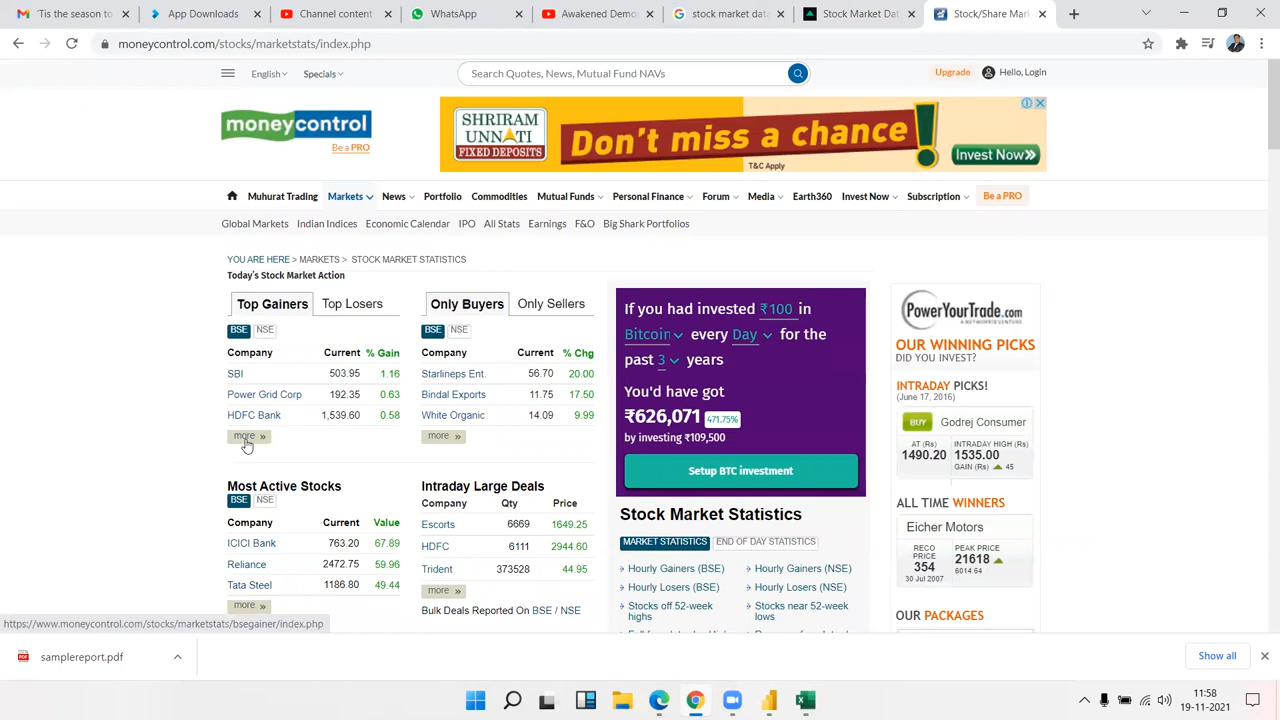 'Tis the season
App Downloads
Channel content
WhatsApp
Awakened Demo
stock market dat
Stock Market Dat
Stock/Share Mar
moneycontrol.com/stocks/marketstats/index.php
English
Specials
Search Quotes, News, Mutual Fund NAVs
Upgrade
Hello, Login
moneycontrol
Be a PRO
SHRIRAM
UNNATI
FIXED DEPOSITS
Don't miss a chance!
T&C Apply
Invest Now»
Muhurat Trading
Markets
News
Portfolio
Commodities
Mutual Funds
Personal Finance
Forum
Media
Earth360
Invest Now
Subscription
Be a PRO
Global Markets
Indian Indices
Economic Calendar
IPO
All Stats
Earnings
F&O
Big Shark Portfolios
YOU ARE HERE > MARKETS > STOCK MARKET STATISTICS
Today's Stock Market Action
Top Gainers
Top Losers
BSE
NSE
Company Current % Gain
SBI 503.95 1.16
Power Grid Corp 192.35 0.63
HDFC Bank 1,539.60 0.58
more »
Only Buyers
Only Sellers
BSE
NSE
Company Current % Chg
Starlineps Ent. 56.70 20.00
Bindal Exports 11.75 17.50
White Organic 14.09 9.99
more »
Most Active Stocks
BSE
NSE
Company Current Value
ICICI Bank 763.20 67.89
Reliance 2472.75 59.96
Tata Steel 1186.80 49.44
more »
Intraday Large Deals
Company Qty Price
Escorts 6669 1649.25
HDFC 6111 2944.60
Trident 373528 44.95
more »
Bulk Deals Reported On BSE / NSE
If you had invested ₹100 in
Bitcoin every Day for the
past 3 years
You'd have got
₹626,071 471.75%
by investing ₹109,500
Setup BTC investment
Stock Market Statistics
MARKET STATISTICS
END OF DAY STATISTICS
Hourly Gainers (BSE)
Hourly Gainers (NSE)
Hourly Losers (BSE)
Hourly Losers (NSE)
Stocks off 52-week
highs
Stocks near 52-week
lows
PowerYourTrade.com
A NETWORK18 VENTURE
OUR WINNING PICKS
DID YOU INVEST?
INTRADAY PICKS!
(June 17, 2016)
BUY
Godrej Consumer
AT (Rs)
1490.20
INTRADAY HIGH (Rs)
1535.00
GAIN (Rs) 45
ALL TIME WINNERS
Eicher Motors
RECO
PRICE
354
30 Jul 2007
PEAK PRICE
21618
6014.64
OUR PACKAGES
https://www.moneycontrol.com/stocks/marketstats/bsegainer/index.php
samplereport.pdf
Show all
11:58
19-11-2021